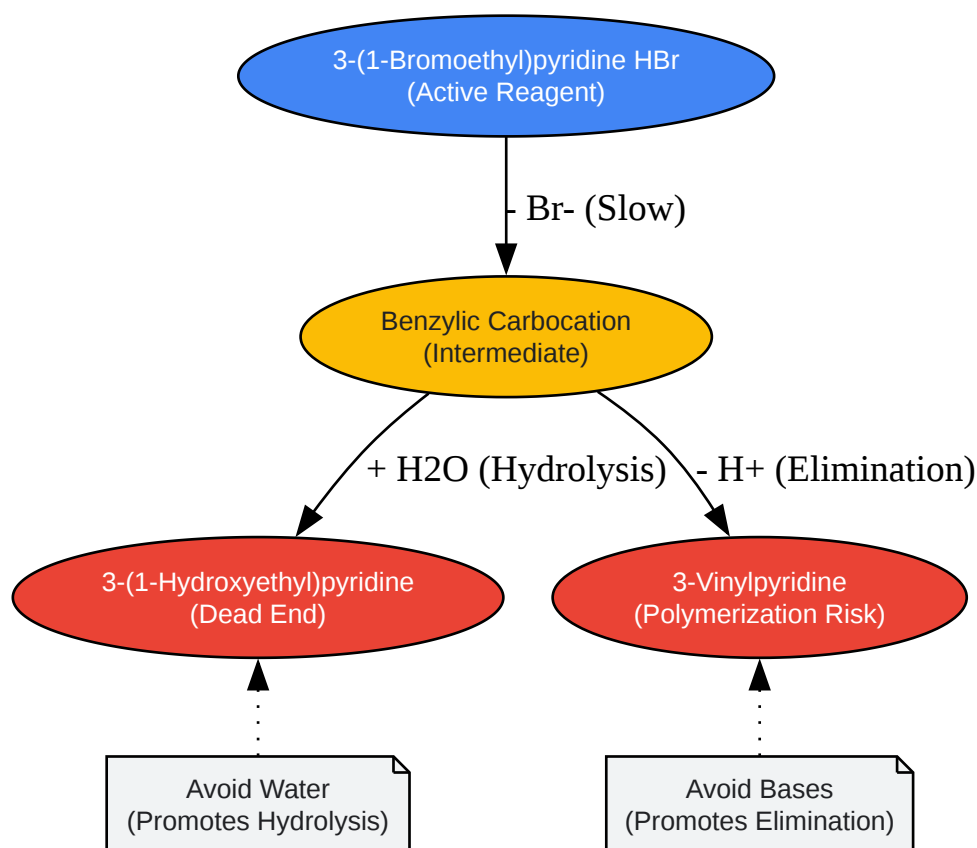 3-(1-Bromoethyl)pyridine HBr
(Active Reagent)
- Br- (Slow)
Benzylic Carbocation
(Intermediate)
+ H2O (Hydrolysis)
- H+ (Elimination)
3-(1-Hydroxyethyl)pyridine
(Dead End)
3-Vinylpyridine
(Polymerization Risk)
Avoid Water
(Promotes Hydrolysis)
Avoid Bases
(Promotes Elimination)